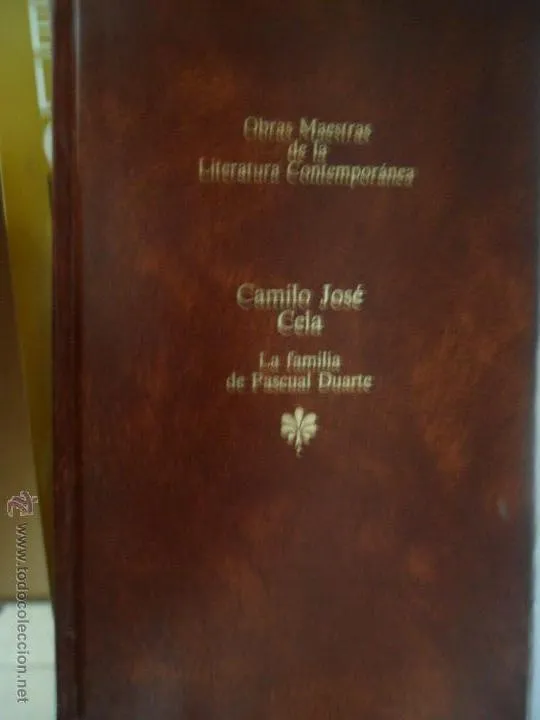 Obras Maestras
de la
Literatura Contemporánea
Camilo José
Cela
La familia
de Pascual Duarte
www.todocoleccion.net